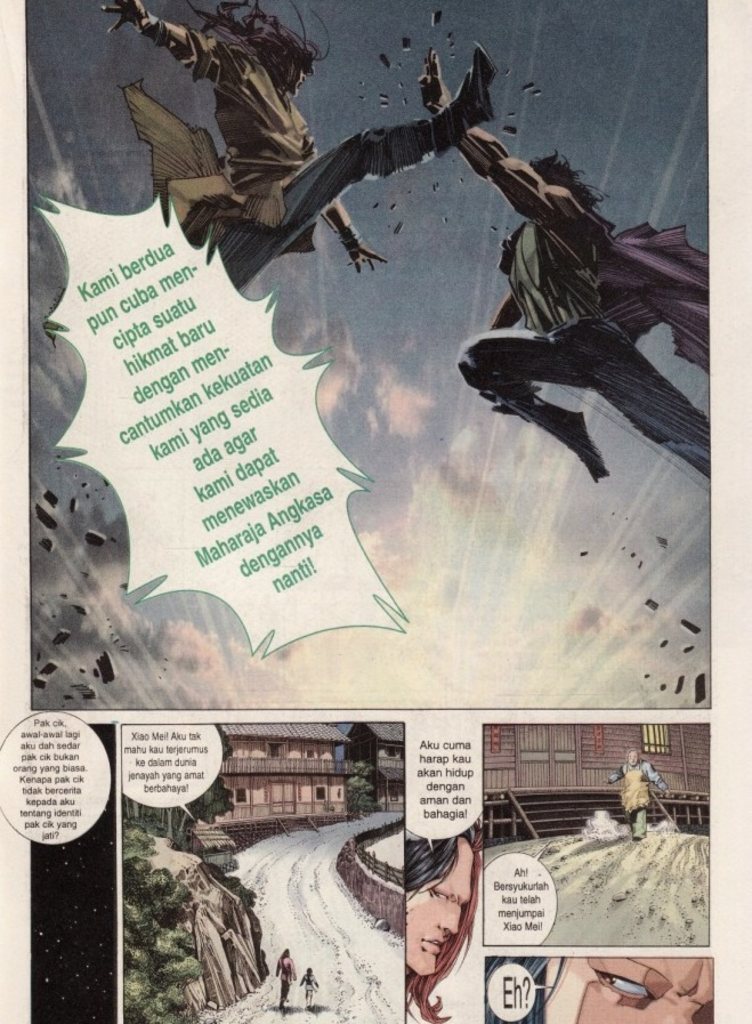 Kami berdua
pun cuba men-
cipta suatu
hikmat baru
dengan men-
cantumkan kekuatan
kami yang sedia
ada agar
kami dapat
menewaskan
Maharaja Angkasa
dengannya
nanti!
Pak cik,
awal-awal lagi
aku dah sedar
pak cik bukan
orang yang biasa.
Kenapa pak cik
tidak bercerita
kepada aku
tentang identiti
pak cik yang
jati?
Xiao Mei! Aku tak
mahu kau terjerumus
ke dalam dunia
jenayah yang amat
berbahaya!
Aku cuma
harap kau
akan hidup
dengan
aman dan
bahagia!
Ah!
Bersyukurlah
kau telah
menjumpai
Xiao Mei!
Eh?